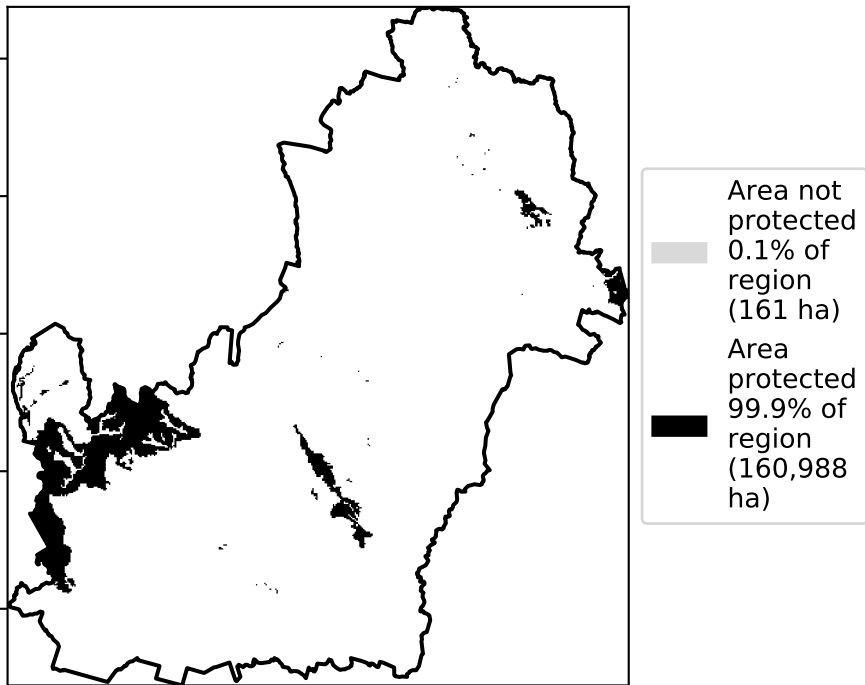 Area not
protected
0.1% of
region
(161 ha)
Area
protected
99.9% of
region
(160,988
ha)